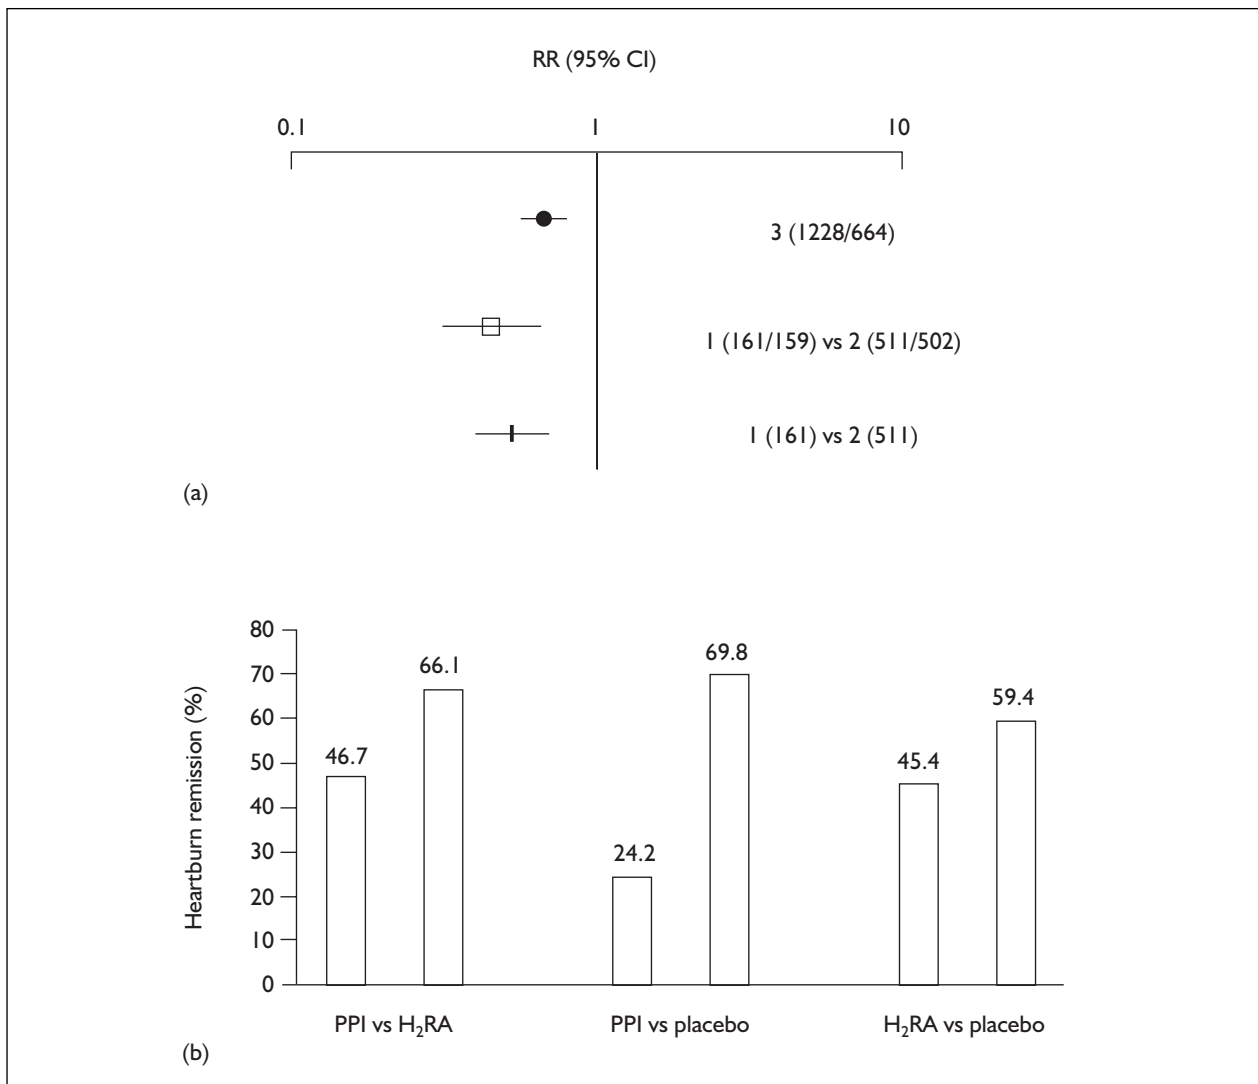 RR (95% CI)
0.1 1 10
3 (1228/664)
1 (161/159) vs 2 (511/502)
1 (161) vs 2 (511)
(a)
Heartburn remission (%)
80
70
60
50
40
30
20
10
0
46.7
66.1
24.2
69.8
45.4
59.4
PPI vs H₂RA PPI vs placebo H₂RA vs placebo
(b)